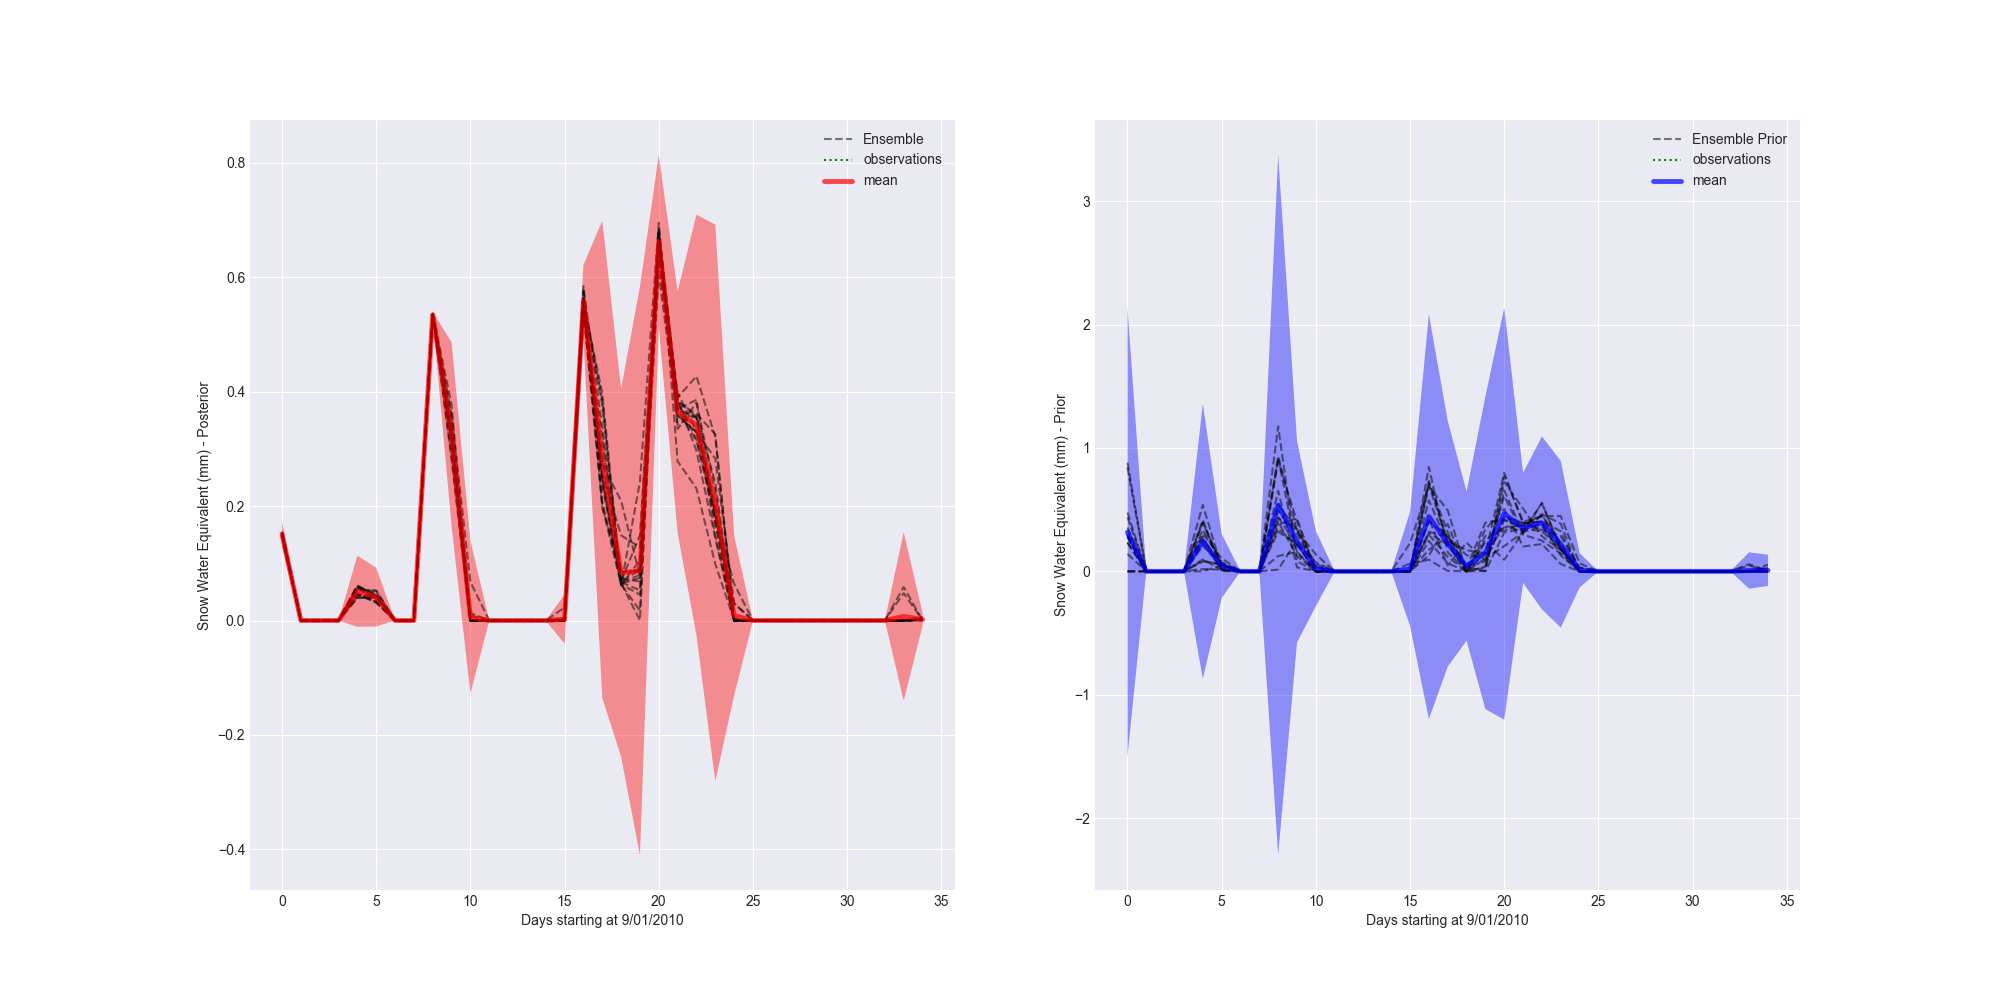 Ensemble
observations
mean
0.8
0.6
0.4
0.2
0.0
−0.2
−0.4
Snow Water Equivalent (mm) - Posterior
0 5 10 15 20 25 30 35
Days starting at 9/01/2010
Ensemble Prior
observations
mean
3
2
1
0
−1
−2
Snow Water Equivalent (mm) - Prior
0 5 10 15 20 25 30 35
Days starting at 9/01/2010